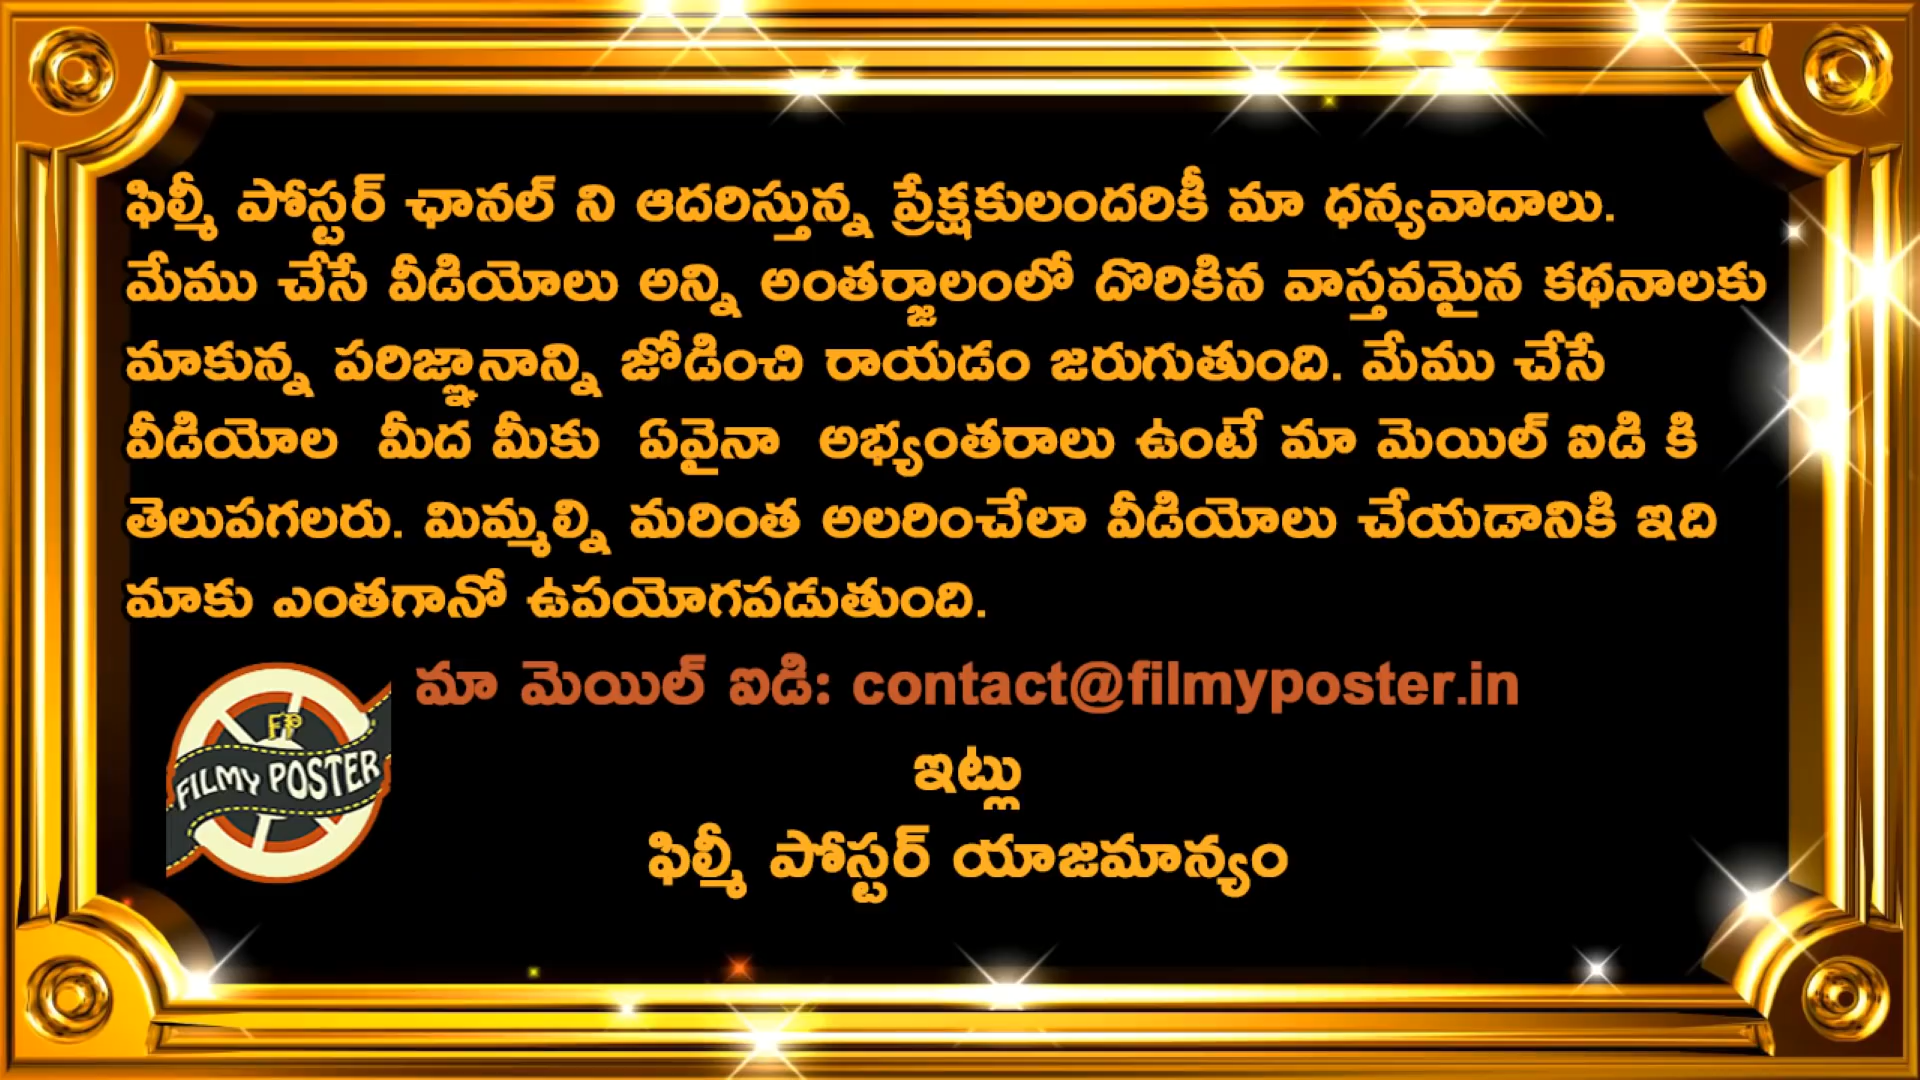 ఫిల్మీ పోస్టర్ ఛానల్ ని ఆదరిస్తున్న ప్రేక్షకులందరికీ మా ధన్యవాదాలు.
మేము చేసే వీడియోలు అన్ని అంతర్జాలంలో దొరికిన వాస్తవమైన కథనాలకు
మాకున్న పరిజ్ఞానాన్ని జోడించి రాయడం జరుగుతుంది. మేము చేసే
వీడియోల మీద మీకు ఏవైనా అభ్యంతరాలు ఉంటే మా మెయిల్ ఐడి కి
తెలుపగలరు. మిమ్మల్ని మరింత అలరించేలా వీడియోలు చేయడానికి ఇది
మాకు ఎంతగానో ఉపయోగపడుతుంది.
మా మెయిల్ ఐడి: contact@filmyposter.in
FP
FILMY POSTER
ఇట్లు
ఫిల్మీ పోస్టర్ యాజమాన్యం